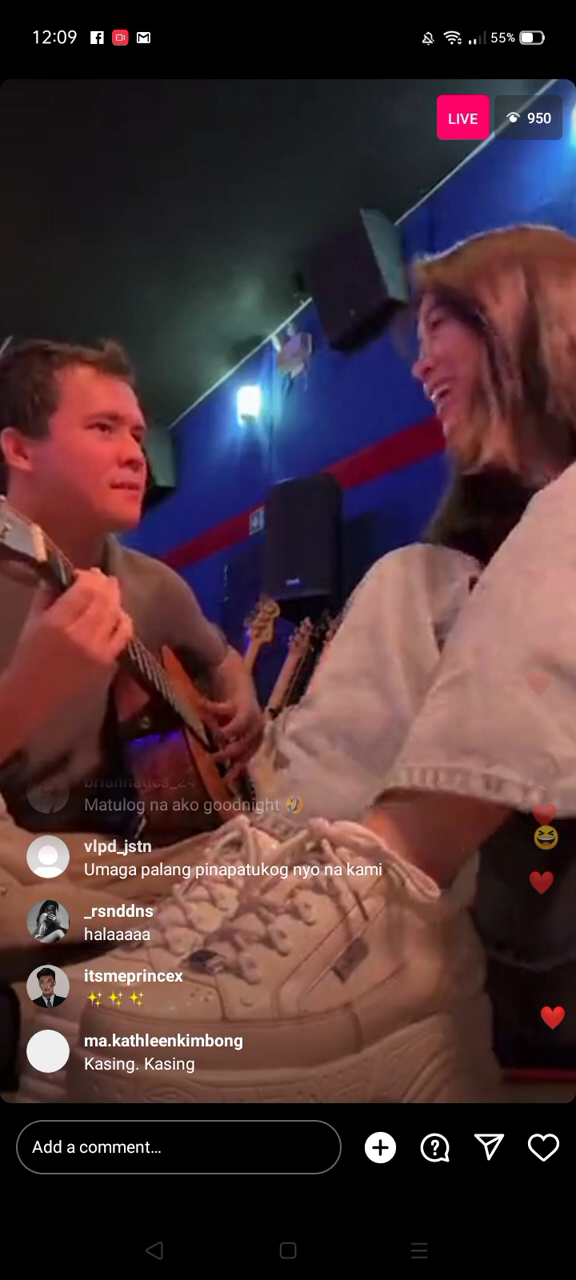 12:09
55%
LIVE
950
briannatics_24
Matulog na ako goodnight 🤣
vlpd_jstn
Umaga palang pinapatukog nyo na kami
_rsnddns
halaaaaa
itsmeprincex
✨ ✨ ✨
ma.kathleenkimbong
Kasing. Kasing
Add a comment...